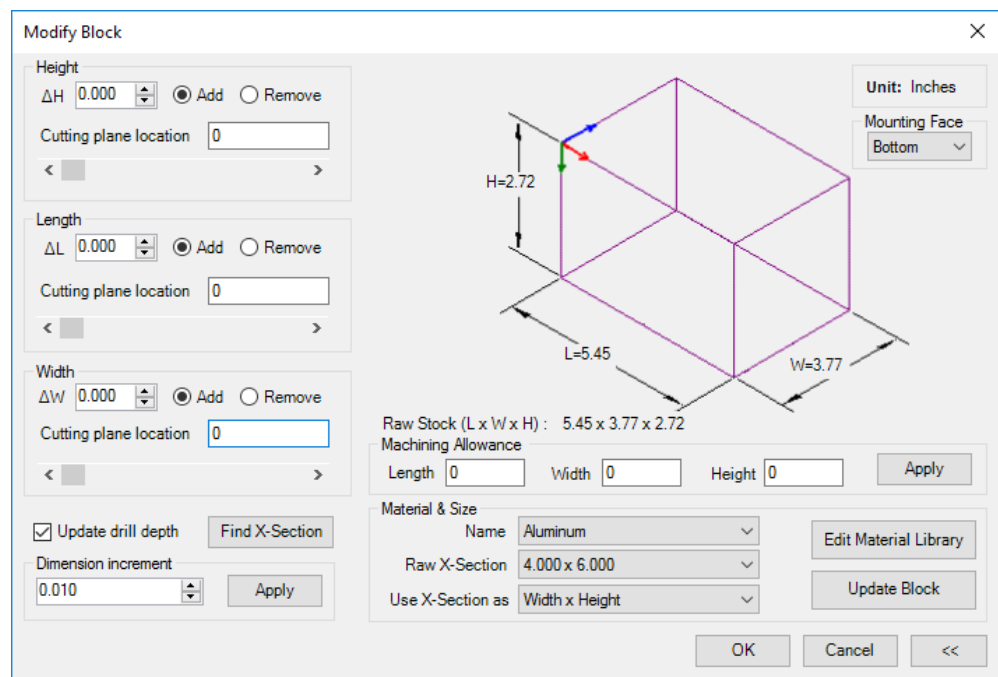 Modify Block
Height
ΔH 0.000 Add Remove
Cutting plane location 0
< >
Length
ΔL 0.000 Add Remove
Cutting plane location 0
< >
Width
ΔW 0.000 Add Remove
Cutting plane location 0
< >
Update drill depth Find X-Section
Dimension increment
0.010 Apply
Unit: Inches
Mounting Face
Bottom
H=2.72
L=5.45
W=3.77
Raw Stock (L x W x H) : 5.45 x 3.77 x 2.72
Machining Allowance
Length 0 Width 0 Height 0 Apply
Material & Size
Name Aluminum
Raw X-Section 4.000 x 6.000
Use X-Section as Width x Height
Edit Material Library
Update Block
OK Cancel <<